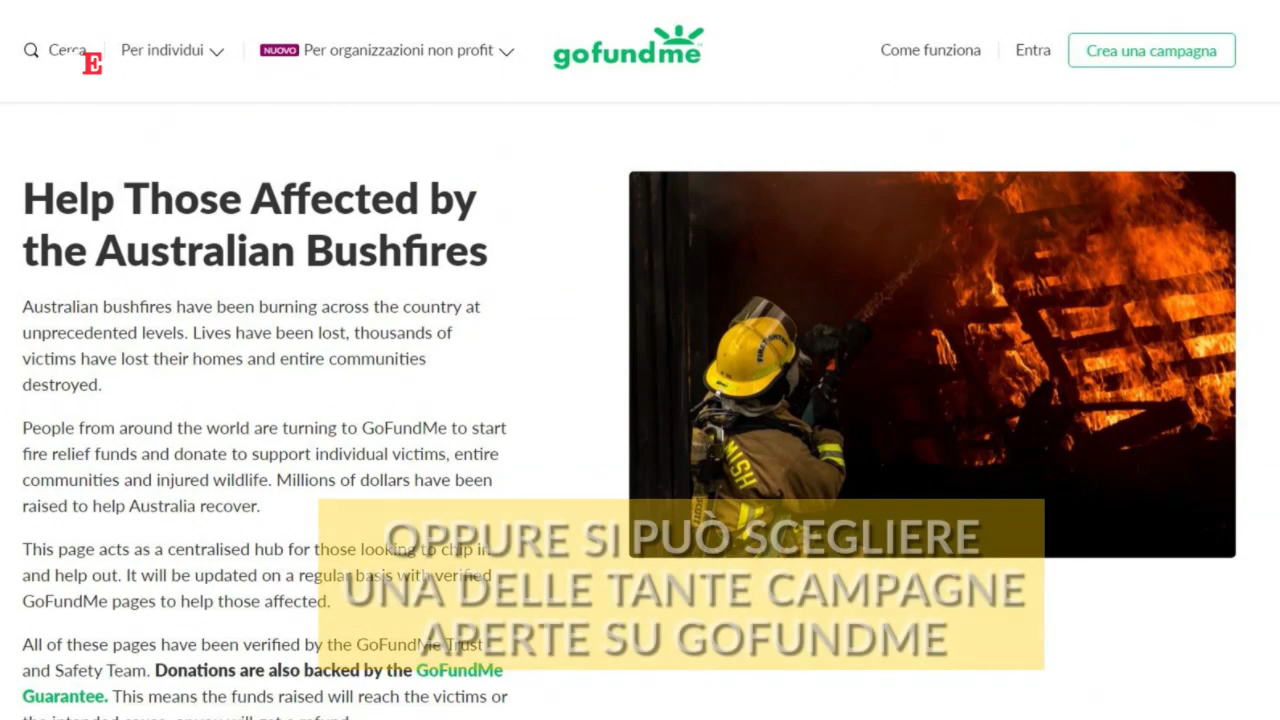 Cerca
E
Per individui
NUOVO Per organizzazioni non profit
gofundme
Come funziona
Entra
Crea una campagna
Help Those Affected by
the Australian Bushfires
Australian bushfires have been burning across the country at
unprecedented levels. Lives have been lost, thousands of
victims have lost their homes and entire communities
destroyed.
People from around the world are turning to GoFundMe to start
fire relief funds and donate to support individual victims, entire
communities and injured wildlife. Millions of dollars have been
raised to help Australia recover.
This page acts as a centralised hub for those looking to chip in
and help out. It will be updated on a regular basis with verified
GoFundMe pages to help those affected.
All of these pages have been verified by the GoFundMe Trust
and Safety Team. Donations are also backed by the GoFundMe
Guarantee. This means the funds raised will reach the victims or
FIREFIGHTER
OPPURE SI PUÒ SCEGLIERE
UNA DELLE TANTE CAMPAGNE
APERTE SU GOFUNDME